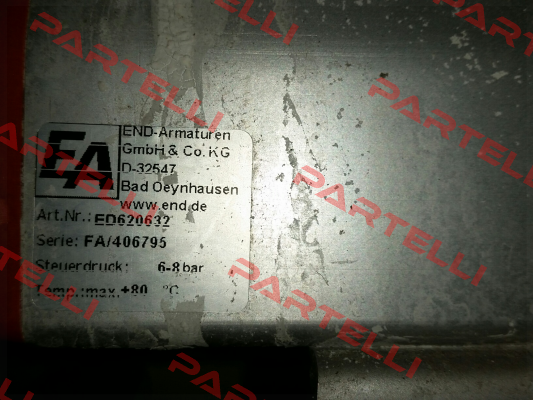 PARTELLI
PARTELLI
PARTELLI
EA
END-Armaturen
GmbH & Co. KG
D-32547
Bad Oeynhausen
www.end.de
Art.Nr.: ED620632
Serie: FA/406795
Steuerdruck: 6-8 bar
Temp.:max.+80 °C
PARTELLI
PARTELLI
PARTELLI
PARTELLI